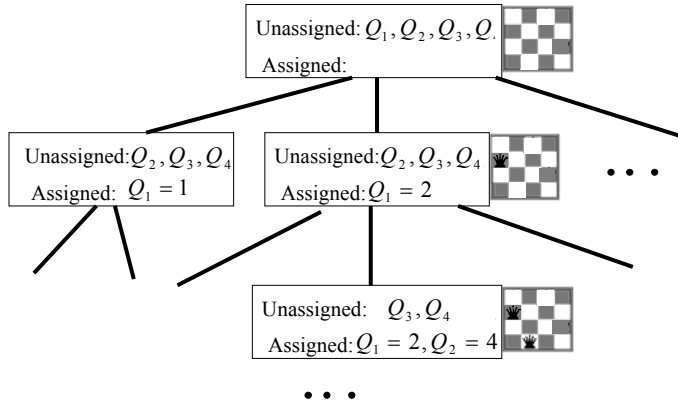 Unassigned: Q₁, Q₂, Q₃,
Assigned:
Unassigned: Q₂, Q₃, Q₄
Assigned: Q₁ = 1
Unassigned: Q₂, Q₃, Q₄
Assigned: Q₁ = 2
• • •
Unassigned: Q₃, Q₄
Assigned: Q₁ = 2, Q₂ = 4
• • •